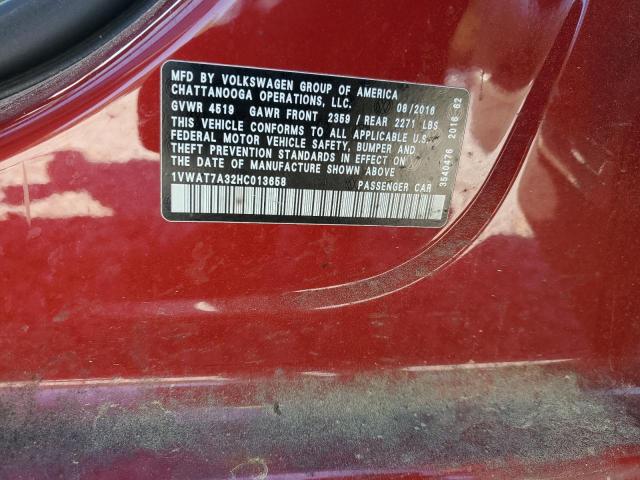 MFD BY VOLKSWAGEN GROUP OF AMERICA
CHATTANOOGA OPERATIONS, LLC. 08/2016
GVWR 4519 GAWR FRONT 2359 / REAR 2271 LBS
THIS VEHICLE CONFORMS TO ALL APPLICABLE U.S.
FEDERAL MOTOR VEHICLE SAFETY, BUMPER AND
THEFT PREVENTION STANDARDS IN EFFECT ON
THE DATE OF MANUFACTURE SHOWN ABOVE
1VWAT7A32HC013658 PASSENGER CAR
3540476 2016 62